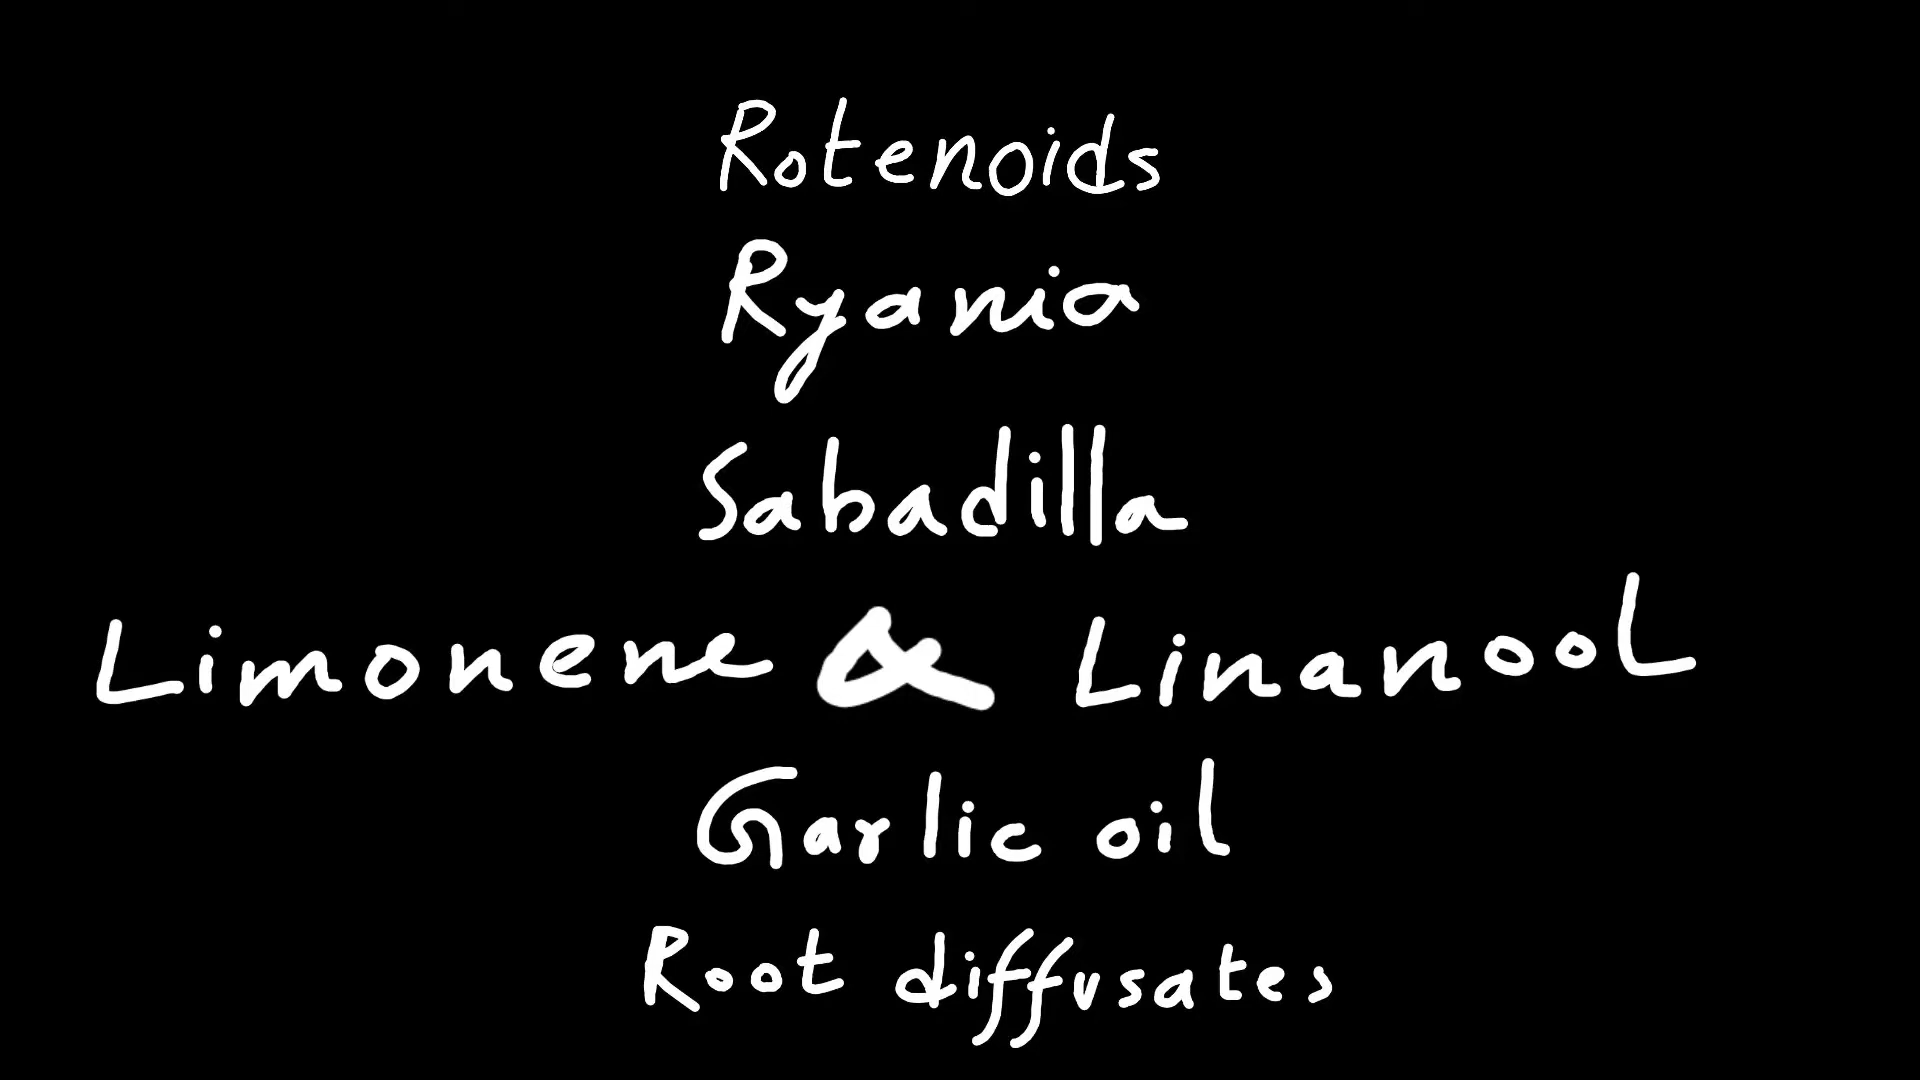 Rotenoids
Ryania
Sabadilla
Limonene & Linanool
Garlic oil
Root diffusates